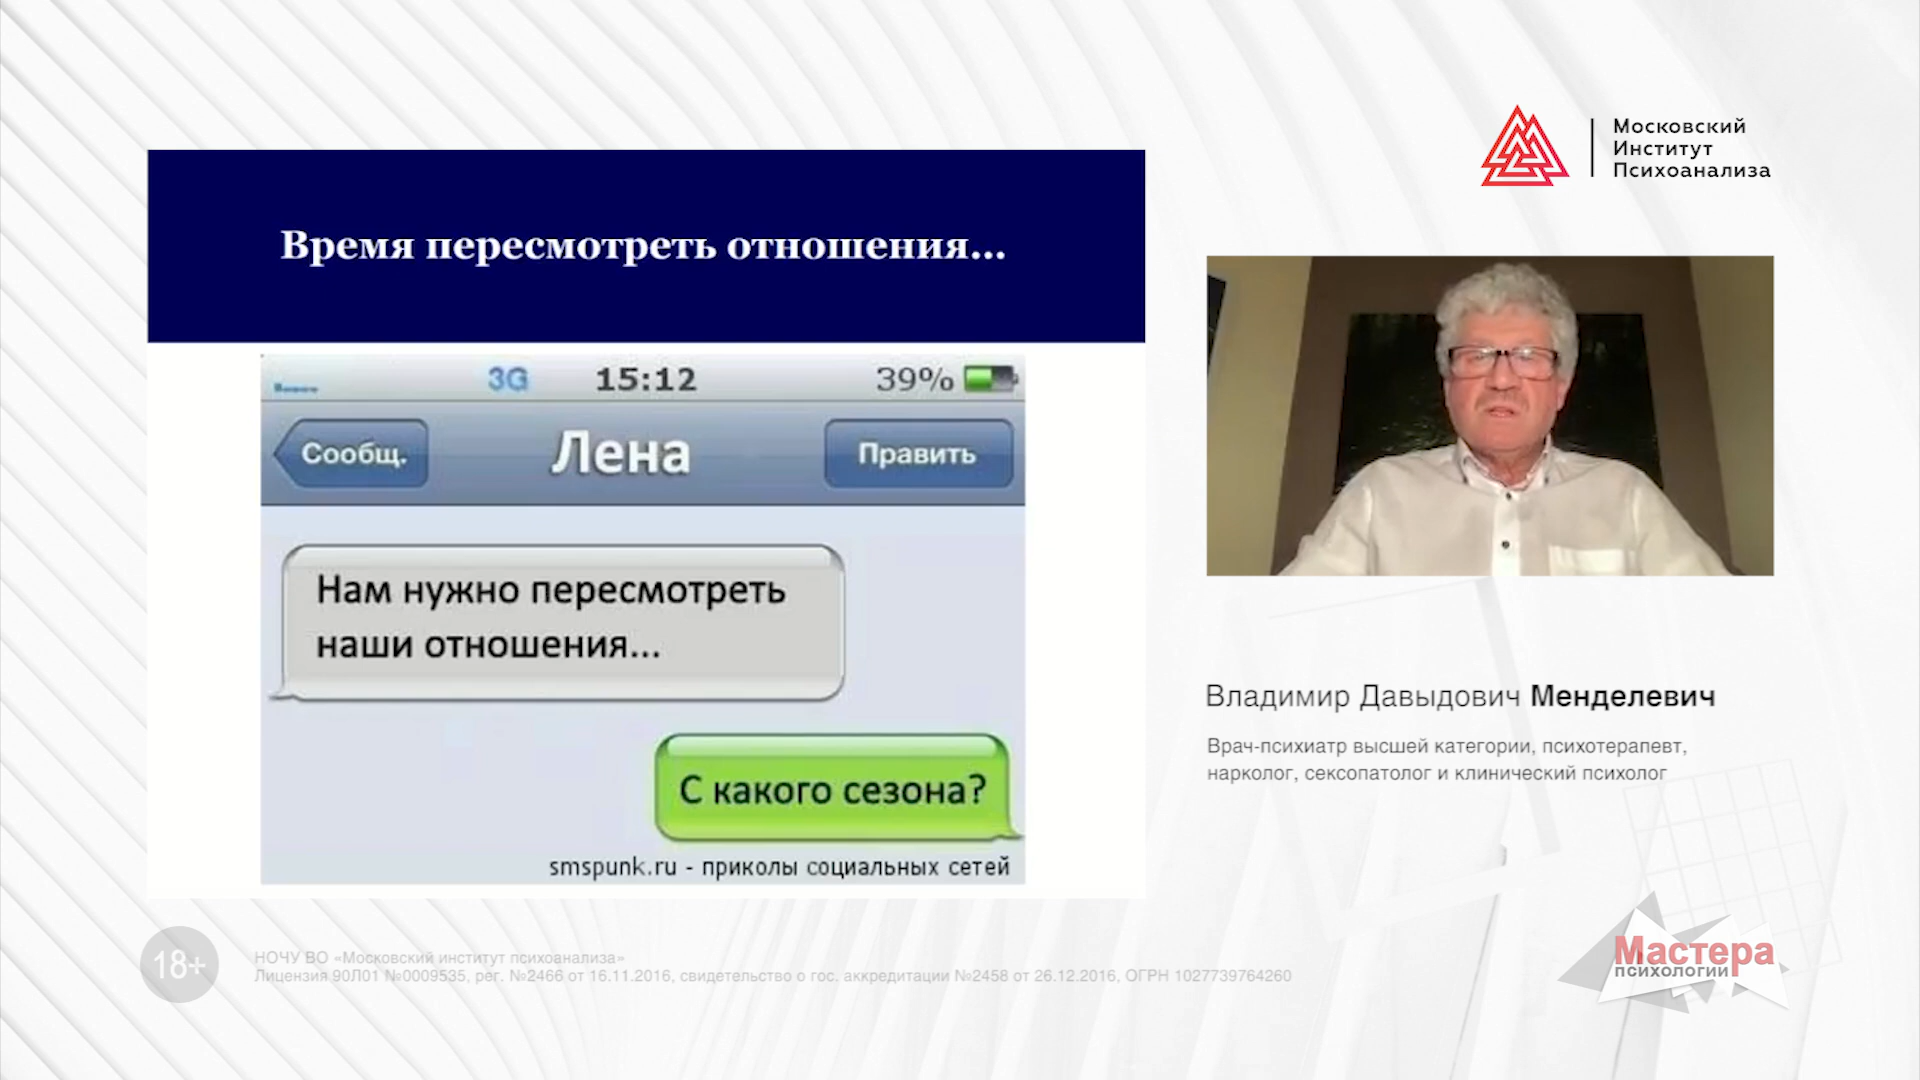 Московский
Институт
Психоанализа
Время пересмотреть отношения...
3G 15:12 39%
Сообщ. Лена Править
Нам нужно пересмотреть
наши отношения...
С какого сезона?
smspunk.ru - приколы социальных сетей
Владимир Давыдович Менделевич
Врач-психиатр высшей категории, психотерапевт,
нарколог, сексопатолог и клинический психолог
18+
НОЧУ ВО «Московский институт психоанализа»
Лицензия 90Л01 №0009535, рег. №2466 от 16.11.2016, свидетельство о гос. аккредитации №2458 от 26.12.2016, ОГРН 1027739764260
Мастера
психологии